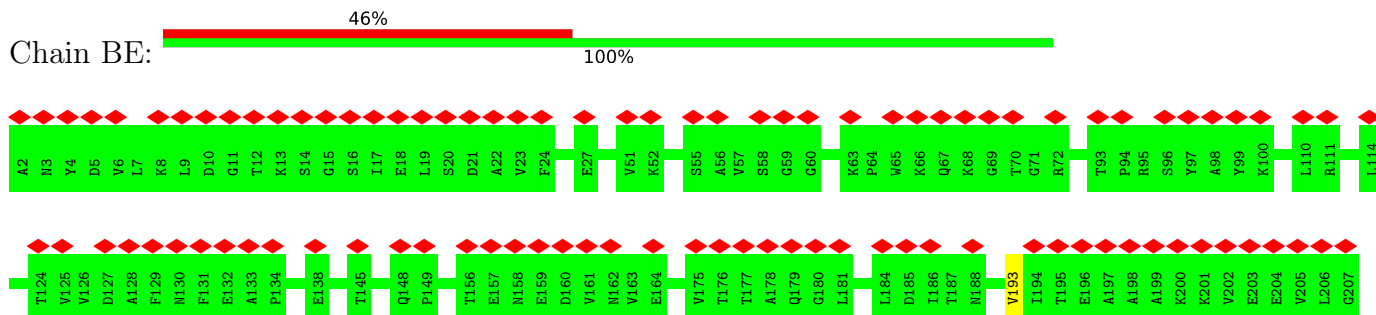 46%
Chain BE:
100%
A2 N3 Y4 D5 V6 L7 K8 L9 D10 G11 T12 K13 S14 G15 S16 I17 E18 L19 S20 D21 A22 V23 F24 E27 V51 K52 S55 A56 V57 S58 G59 G60 K63 P64 W65 K66 Q67 K68 G69 T70 G71 R72 T93 P94 R95 S96 Y97 A98 Y99 K100 L110 R111 L114
T124 V125 V126 D127 A128 F129 N130 F131 E132 A133 P134 E138 T145 Q148 P149 T156 E157 N158 E159 D160 V161 N162 V163 E164 V175 T176 T177 A178 Q179 G180 L181 L184 D185 I186 T187 N188 V193 I194 T195 E196 A197 A198 A199 K200 K201 V202 E203 E204 V205 L206 G207